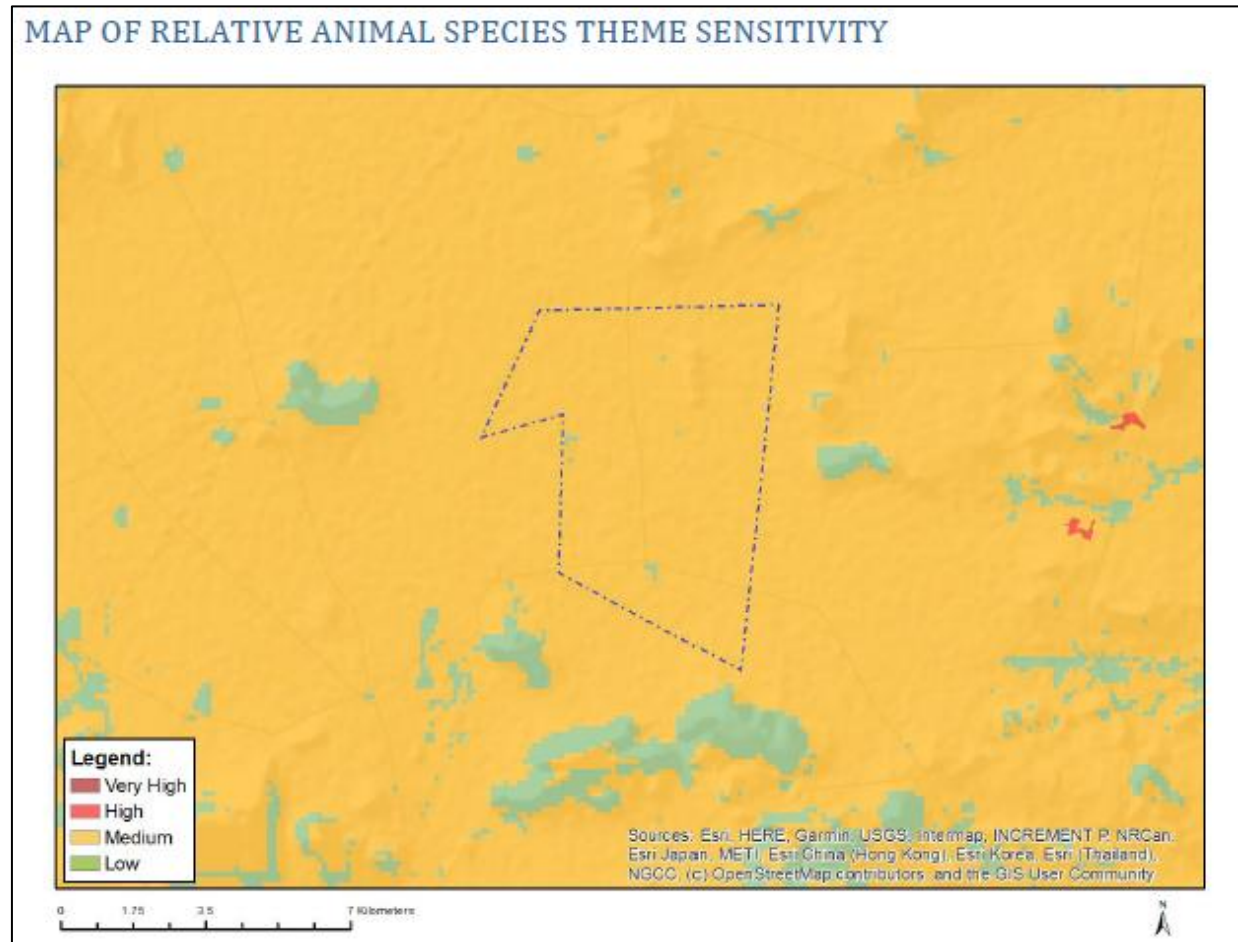 MAP OF RELATIVE ANIMAL SPECIES THEME SENSITIVITY
Legend:
Very High
High
Medium
Low
Sources: Esri, HERE, Garmin, USGS, Intermap, INCREMENT P, NRCan,
Esri Japan, METI, Esri China (Hong Kong), Esri Korea, Esri (Thailand),
NGCC, (c) OpenStreetMap contributors, and the GIS User Community
0 1.75 3.5 7 Kilometers
N